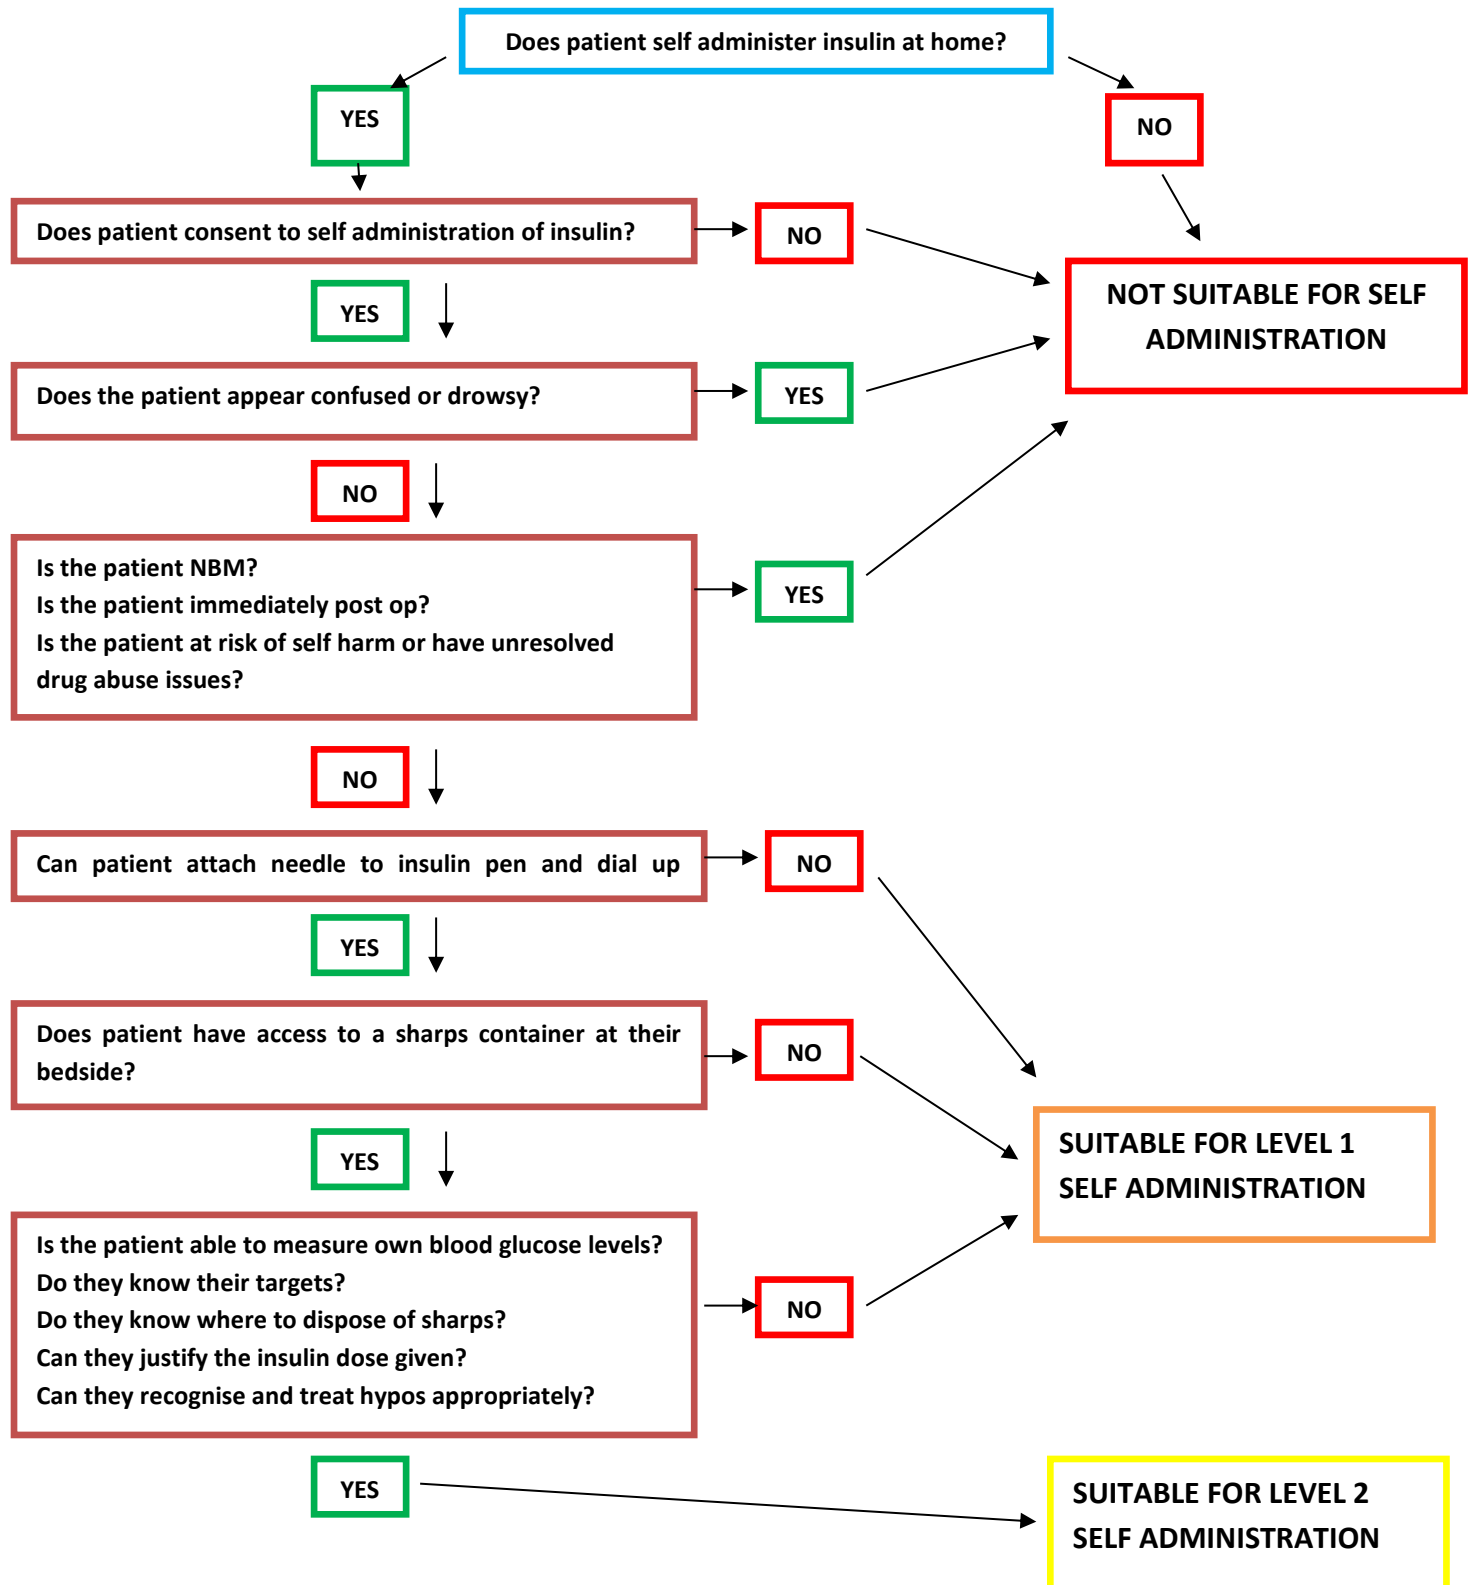 Does patient self administer insulin at home?
YES
NO
Does patient consent to self administration of insulin?
NO
NOT SUITABLE FOR SELF
ADMINISTRATION
YES
Does the patient appear confused or drowsy?
YES
NO
Is the patient NBM?
Is the patient immediately post op?
Is the patient at risk of self harm or have unresolved
drug abuse issues?
YES
NO
Can patient attach needle to insulin pen and dial up
NO
YES
Does patient have access to a sharps container at their
bedside?
NO
SUITABLE FOR LEVEL 1
SELF ADMINISTRATION
YES
Is the patient able to measure own blood glucose levels?
Do they know their targets?
Do they know where to dispose of sharps?
Can they justify the insulin dose given?
Can they recognise and treat hypos appropriately?
NO
YES
SUITABLE FOR LEVEL 2
SELF ADMINISTRATION